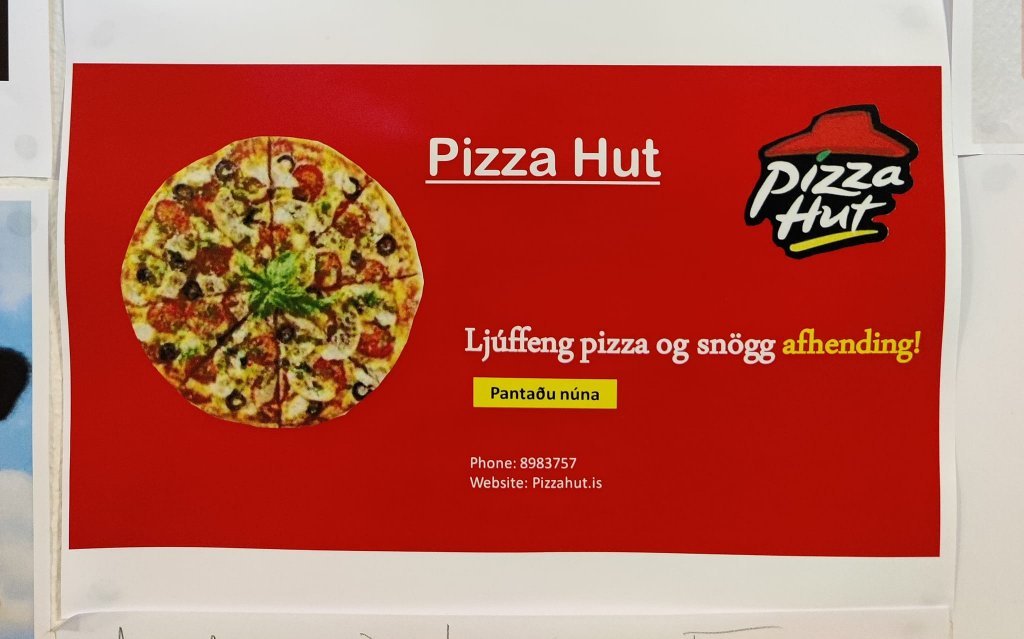 Pizza Hut
Pizza
Hut
Ljúffeng pizza og snögg afhending!
Pantaðu núna
Phone: 8983757
Website: Pizzahut.is